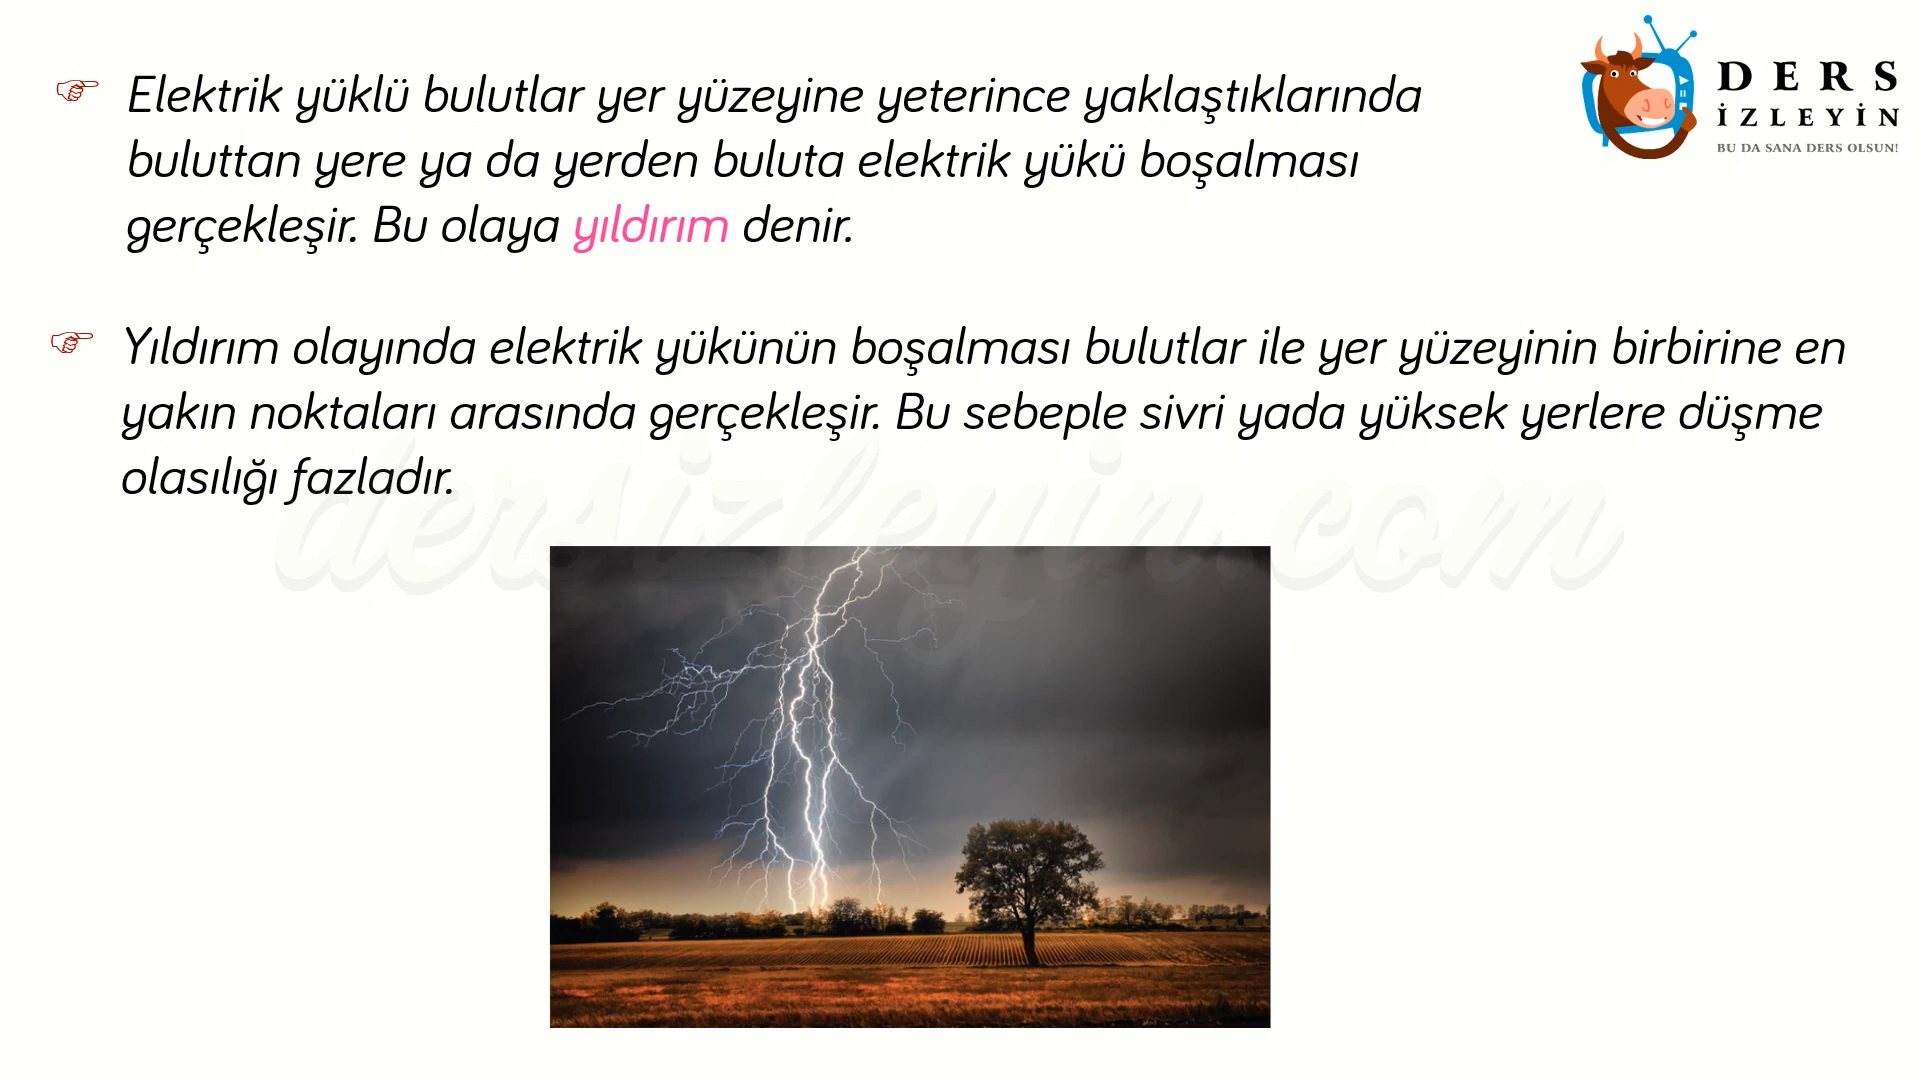 Elektrik yüklü bulutlar yer yüzeyine yeterince yaklaştıklarında
buluttan yere ya da yerden buluta elektrik yükü boşalması
gerçekleşir. Bu olaya yıldırım denir.
Yıldırım olayında elektrik yükünün boşalması bulutlar ile yer yüzeyinin birbirine en
yakın noktaları arasında gerçekleşir. Bu sebeple sivri yada yüksek yerlere düşme
olasılığı fazladır.
DERS
İZLEYİN
BU DA SANA DERS OLSUN!
dersizleyin.com